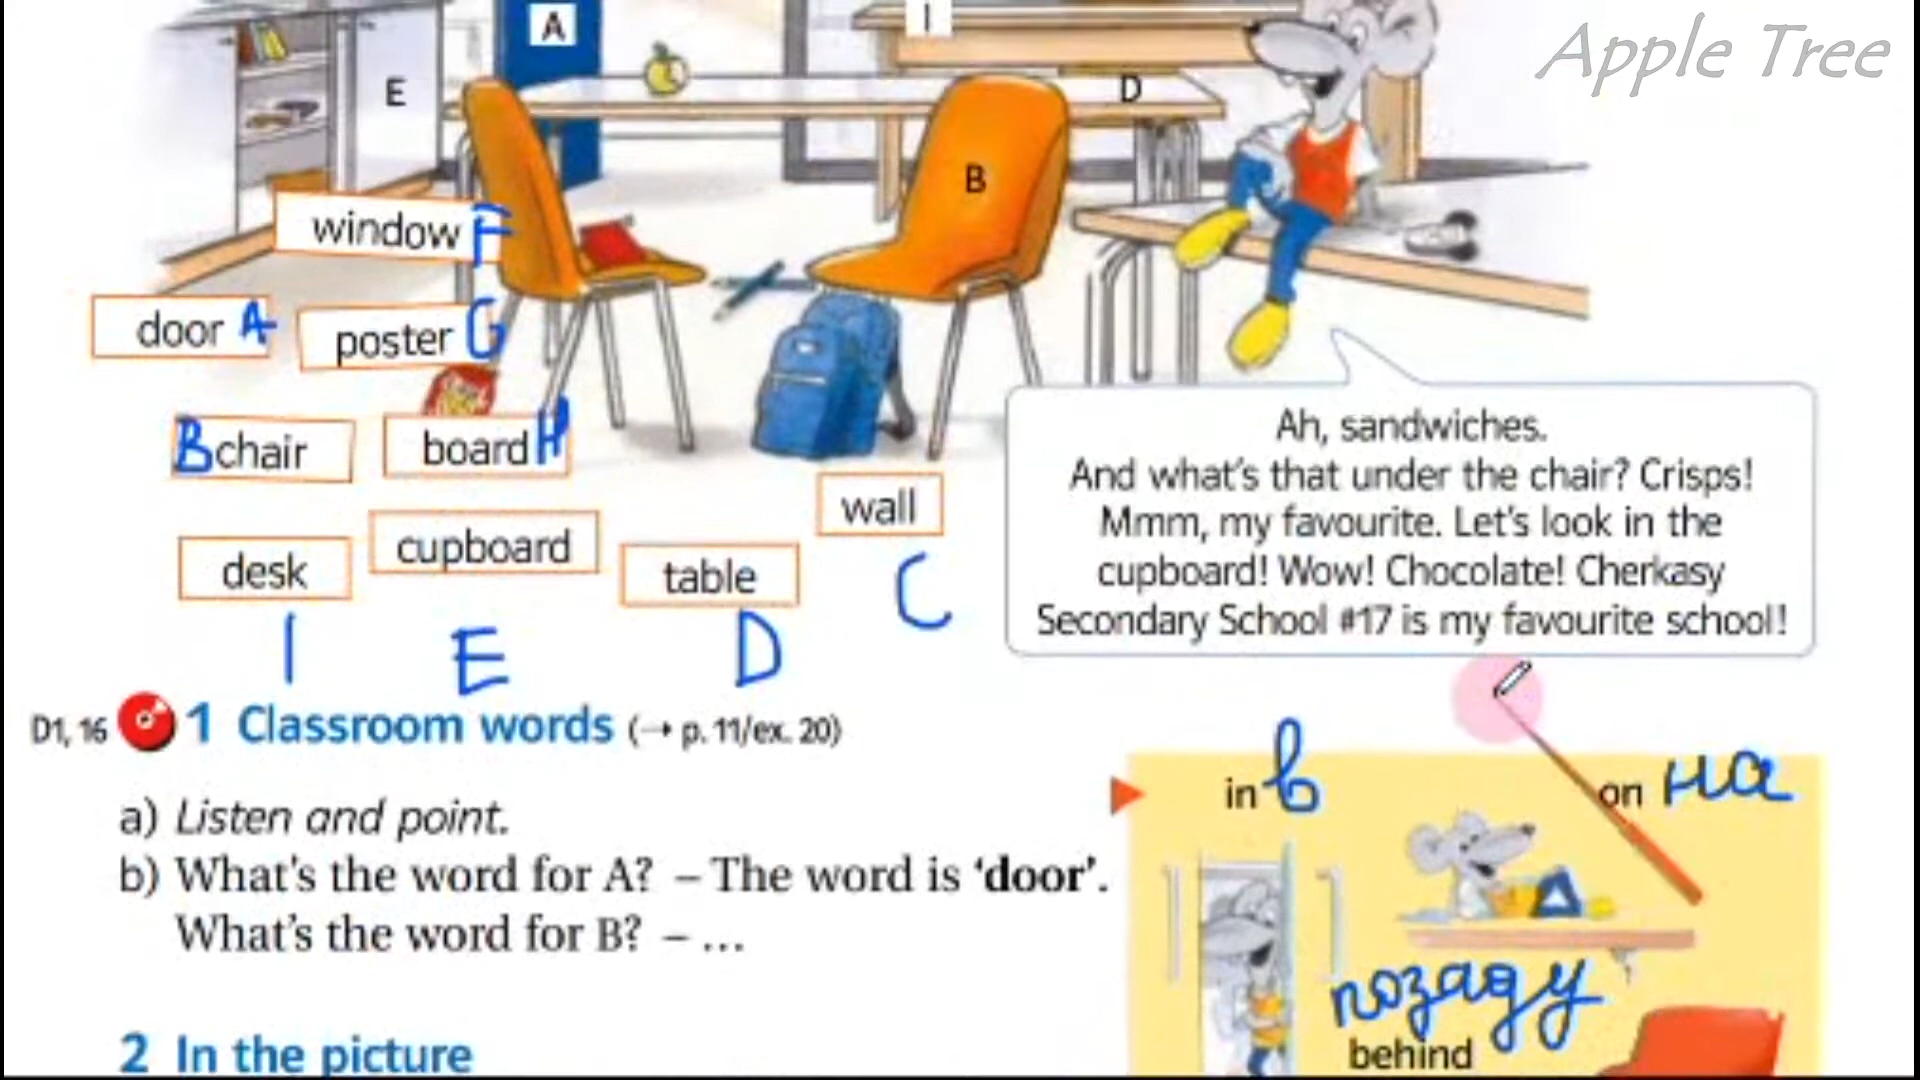 Apple Tree
A
I
E
D
B
window F
door A
poster G
B chair
board H
wall
C
desk
cupboard
table
I
E
D
Ah, sandwiches.
And what's that under the chair? Crisps!
Mmm, my favourite. Let's look in the
cupboard! Wow! Chocolate! Cherkasy
Secondary School #17 is my favourite school!
D1, 16 1 Classroom words (→ p. 11/ex. 20)
a) Listen and point.
b) What's the word for A? – The word is 'door'.
What's the word for B? – ...
2 In the picture
in в
on на
позаду
behind